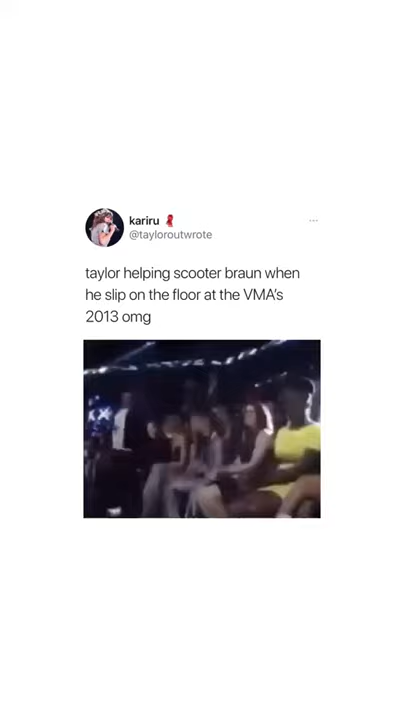 kariru
@tayloroutwrote
taylor helping scooter braun when
he slip on the floor at the VMA's
2013 omg